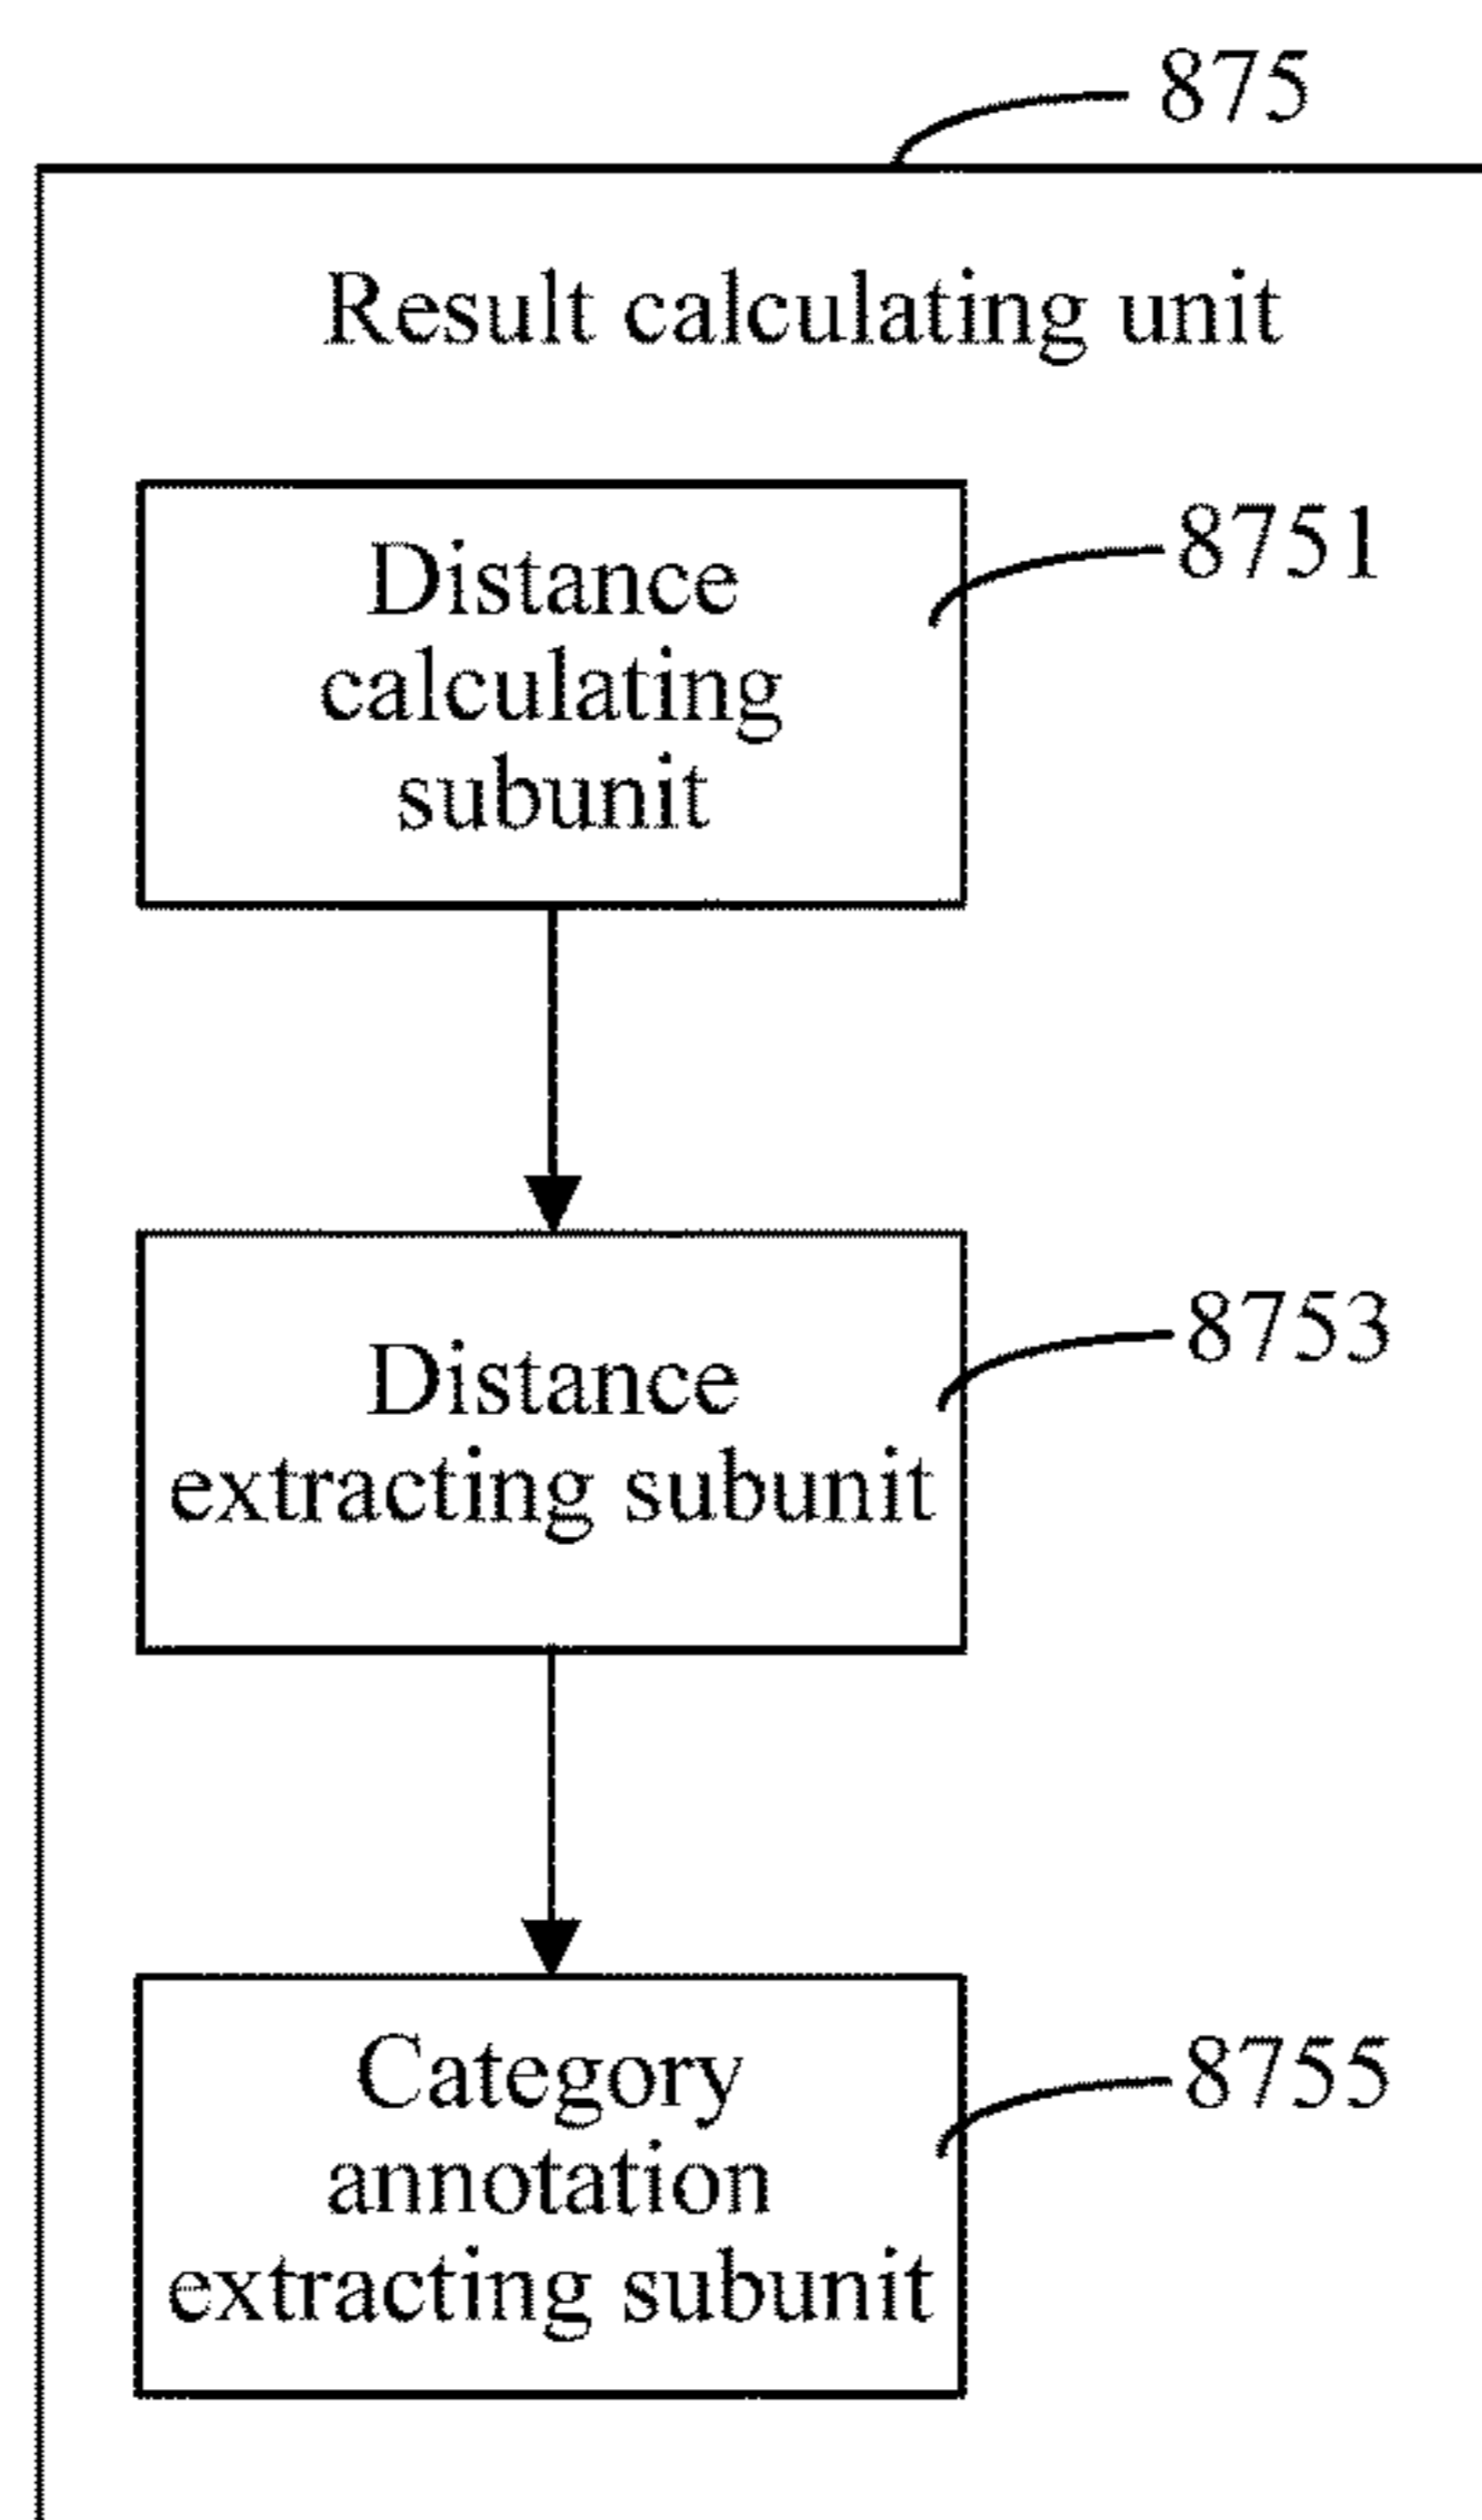 875
Result calculating unit
Distance
calculating
subunit
8751
Distance
extracting subunit
8753
Category
annotation
extracting subunit
8755